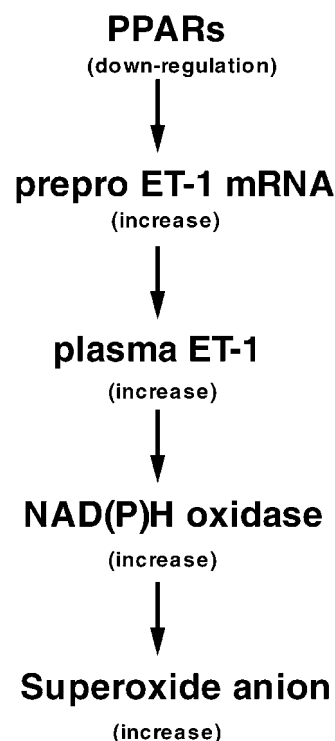 PPARs
(down-regulation)
prepro ET-1 mRNA
(increase)
plasma ET-1
(increase)
NAD(P)H oxidase
(increase)
Superoxide anion
(increase)